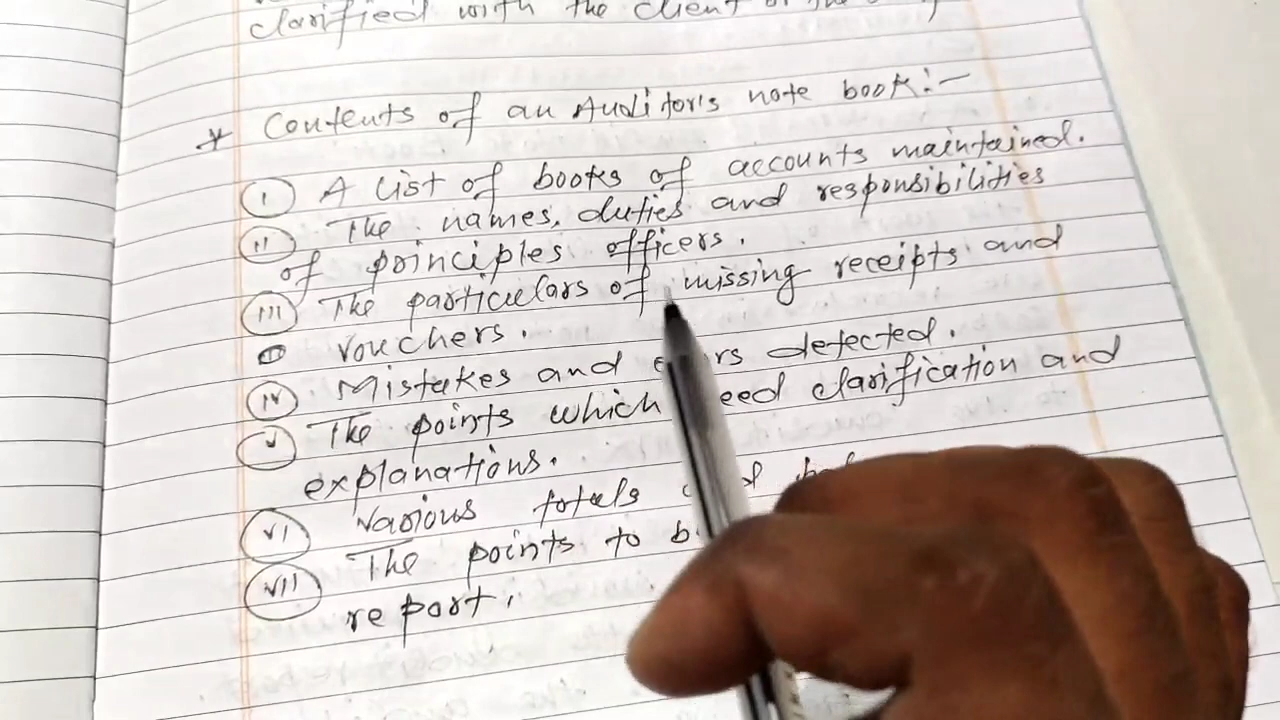 clarified with the client or the
* Contents of an Auditor's note book:-
(i) A list of books of accounts maintained.
(ii) The names, duties and responsibilities
of principles officers.
(iii) The particulars of missing receipts and
vouchers.
(iv) Mistakes and detected.
(v) The points which clarification and
explanations.
(vi) Various totals
(vii) The points to
report.